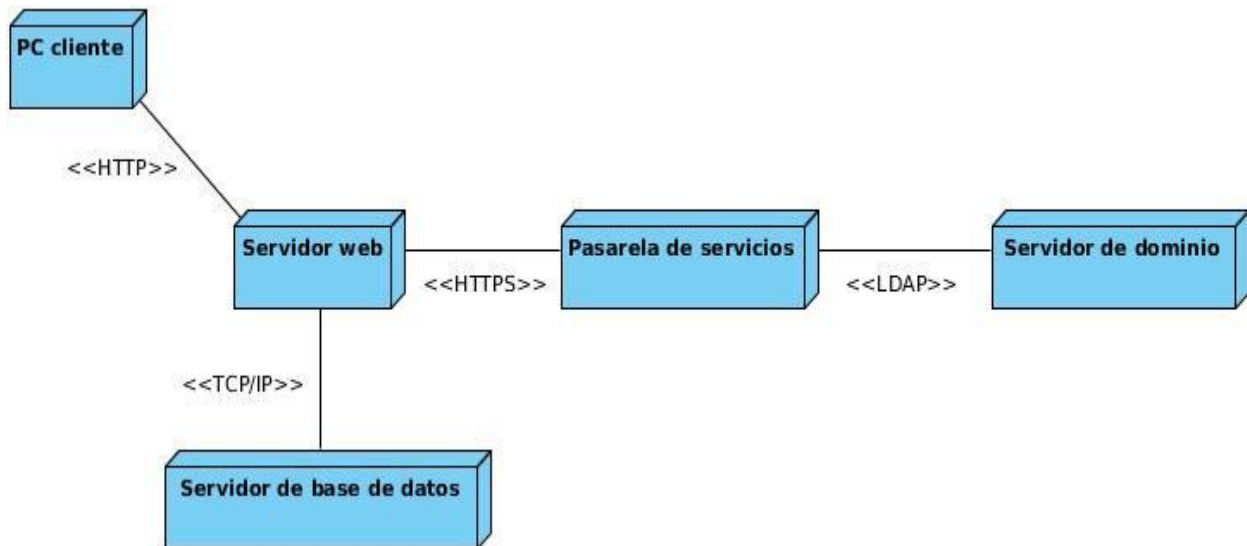 PC cliente
<<HTTP>>
Servidor web
<<HTTPS>>
Pasarela de servicios
<<LDAP>>
Servidor de dominio
<<TCP/IP>>
Servidor de base de datos